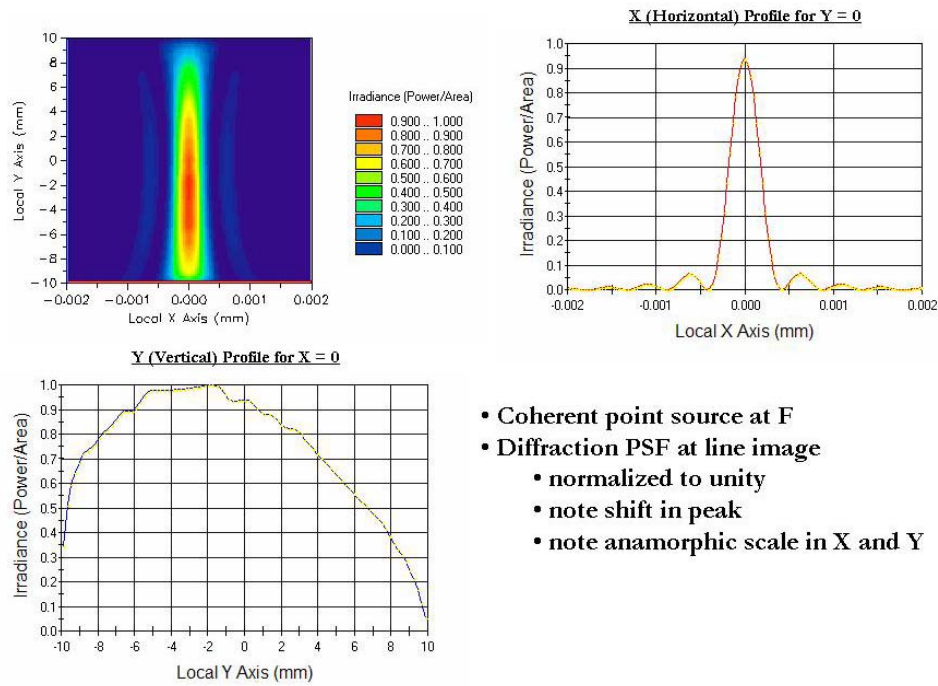 X (Horizontal) Profile for Y = 0
10
8
6
4
2
0
−2
−4
−6
−8
−10
Local Y Axis (mm)
−0.002
−0.001
0.000
0.001
0.002
Local X Axis (mm)
Irradiance (Power/Area)
0.900 .. 1.000
0.800 .. 0.900
0.700 .. 0.800
0.600 .. 0.700
0.500 .. 0.600
0.400 .. 0.500
0.300 .. 0.400
0.200 .. 0.300
0.100 .. 0.200
0.000 .. 0.100
1.0
0.9
0.8
0.7
0.6
0.5
0.4
0.3
0.2
0.1
0.0
Irradiance (Power/Area)
-0.002
-0.001
0.000
0.001
0.002
Local X Axis (mm)
Y (Vertical) Profile for X = 0
1.0
0.9
0.8
0.7
0.6
0.5
0.4
0.3
0.2
0.1
0.0
Irradiance (Power/Area)
-10
-8
-6
-4
-2
0
2
4
6
8
10
Local Y Axis (mm)
• Coherent point source at F
• Diffraction PSF at line image
• normalized to unity
• note shift in peak
• note anamorphic scale in X and Y